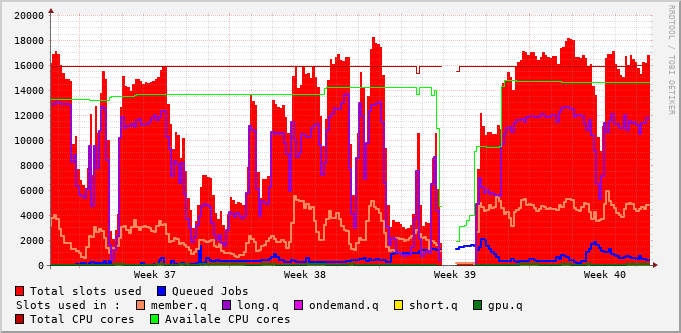 20000
18000
16000
14000
12000
10000
8000
6000
4000
2000
0
Week 37 Week 38 Week 39 Week 40
RRDTOOL / TOBI OETIKER
Total slots used Queued Jobs
Slots used in : member.q long.q ondemand.q short.q gpu.q
Total CPU cores Availale CPU cores